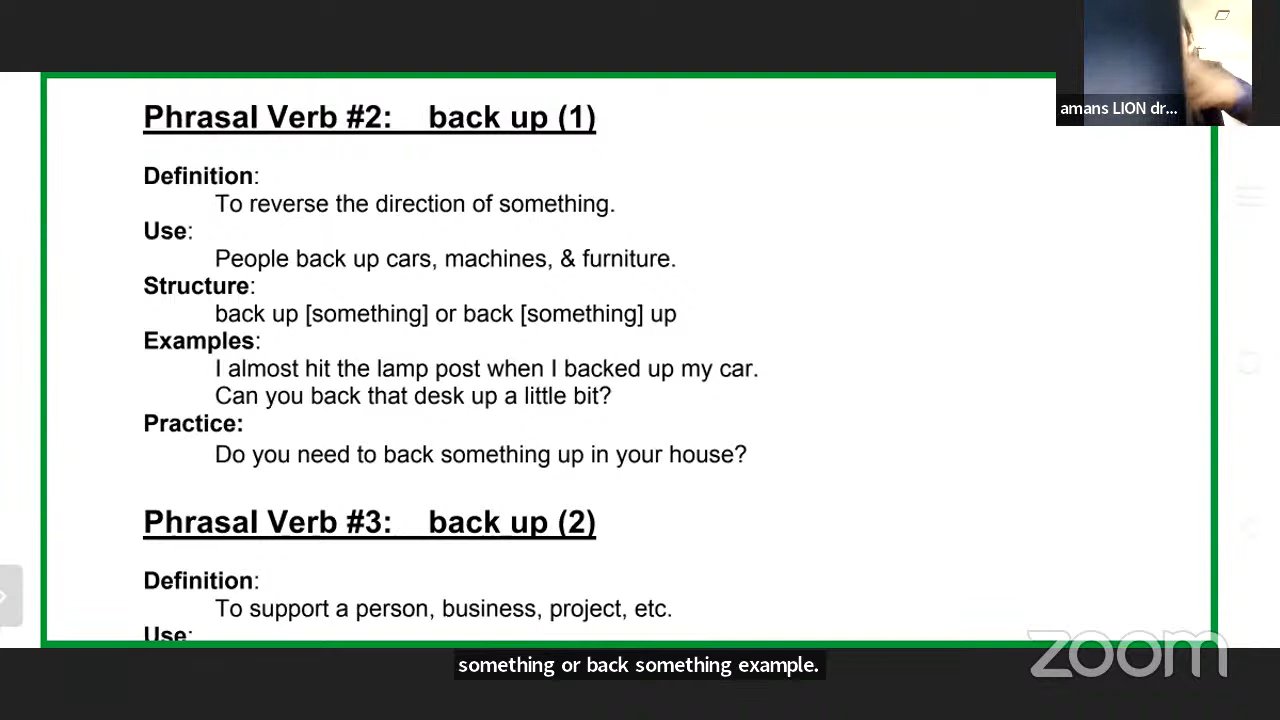 amans LION dr...
Phrasal Verb #2: back up (1)
Definition:
To reverse the direction of something.
Use:
People back up cars, machines, & furniture.
Structure:
back up [something] or back [something] up
Examples:
I almost hit the lamp post when I backed up my car.
Can you back that desk up a little bit?
Practice:
Do you need to back something up in your house?
Phrasal Verb #3: back up (2)
Definition:
To support a person, business, project, etc.
Use:
something or back something example.
zoom